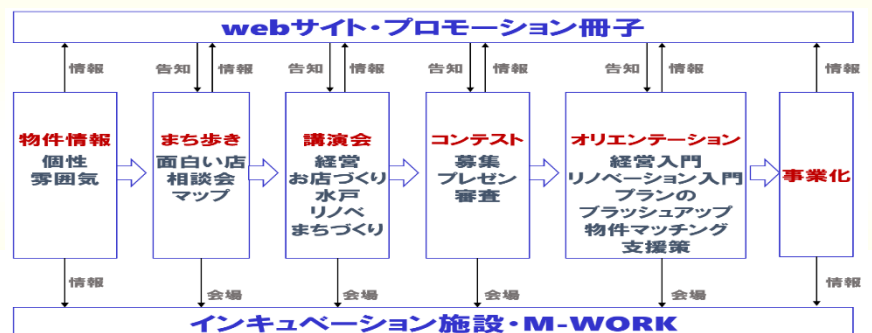 webサイト・プロモーション冊子
情報
告知
情報
告知
情報
告知
情報
告知
情報
情報
物件情報
個性
雰囲気
まち歩き
面白い店
相談会
マップ
講演会
経営
お店づくり
水戸
リノベ
まちづくり
コンテスト
募集
プレゼン
審査
オリエンテーション
経営入門
リノベーション入門
プランの
ブラッシュアップ
物件マッチング
支援策
事業化
情報
会場
会場
会場
会場
情報
インキュベーション施設・M-WORK